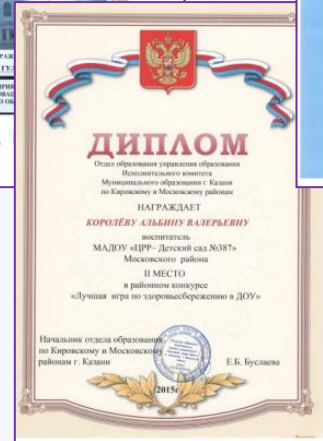 ДИПЛОМ
Отдел образования управления образования
Исполнительного комитета
Муниципального образования г. Казани
по Кировскому и Московскому районам
НАГРАЖДАЕТ
КОРОЛЁВУ АЛЬБИНУ ВАЛЕРЬЕВНУ
воспитатель
МАДОУ «ЦРР– Детский сад №387»
Московского района
II МЕСТО
в районном конкурсе
«Лучшая игра по здоровьесбережению в ДОУ»
Начальник отдела образования
по Кировскому и Московскому
районам г. Казани
Е.Б. Буслаева
2015г